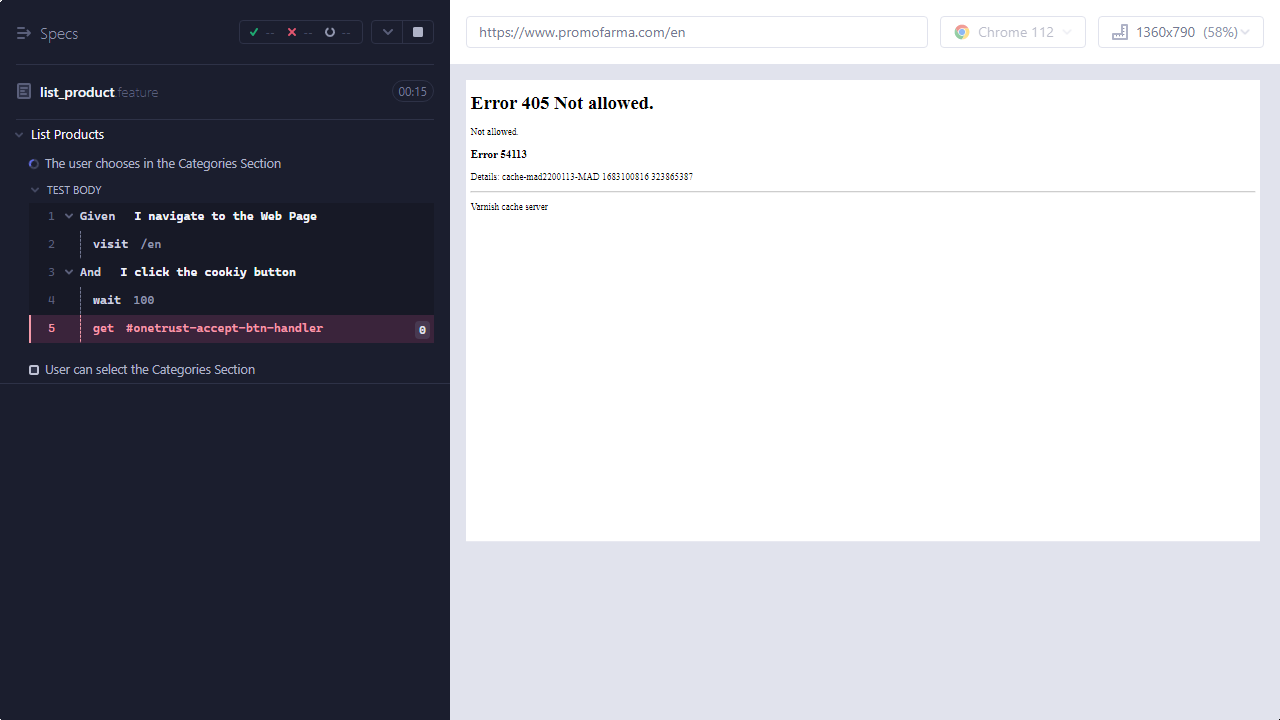 Specs
-- -- --
list_product feature
00:15
List Products
The user chooses in the Categories Section
TEST BODY
1 Given I navigate to the Web Page
2 visit /en
3 And I click the cookiy button
4 wait 100
5 get #onetrust-accept-btn-handler 0
User can select the Categories Section
https://www.promofarma.com/en
Chrome 112
1360x790 (58%)
Error 405 Not allowed.
Not allowed.
Error 54113
Details: cache-mad2200113-MAD 1683100816 323865387
Varnish cache server